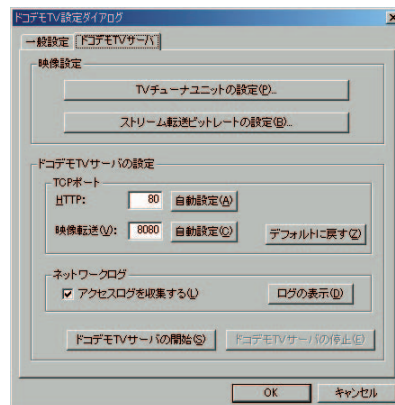 ドコデモTV設定ダイアログ
一般設定 ドコデモTVサーバ
映像設定
TVチューナユニットの設定(P)...
ストリーム転送ビットレートの設定(B)...
ドコデモTVサーバの設定
TCPポート
HTTP: 80 自動設定(A)
映像転送(V): 8080 自動設定(C) デフォルトに戻す(Z)
ネットワークログ
アクセスログを収集する(L) ログの表示(D)
ドコデモTVサーバの開始(S) ドコデモTVサーバの停止(E)
OK キャンセル